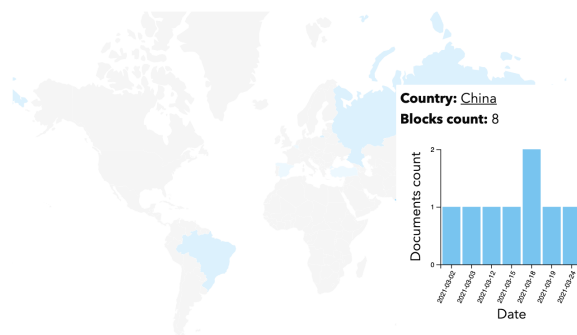 Country: China
Blocks count: 8
Documents count
2
1
0
2021-03-02
2021-03-03
2021-03-12
2021-03-15
2021-03-18
2021-03-19
2021-03-24
Date